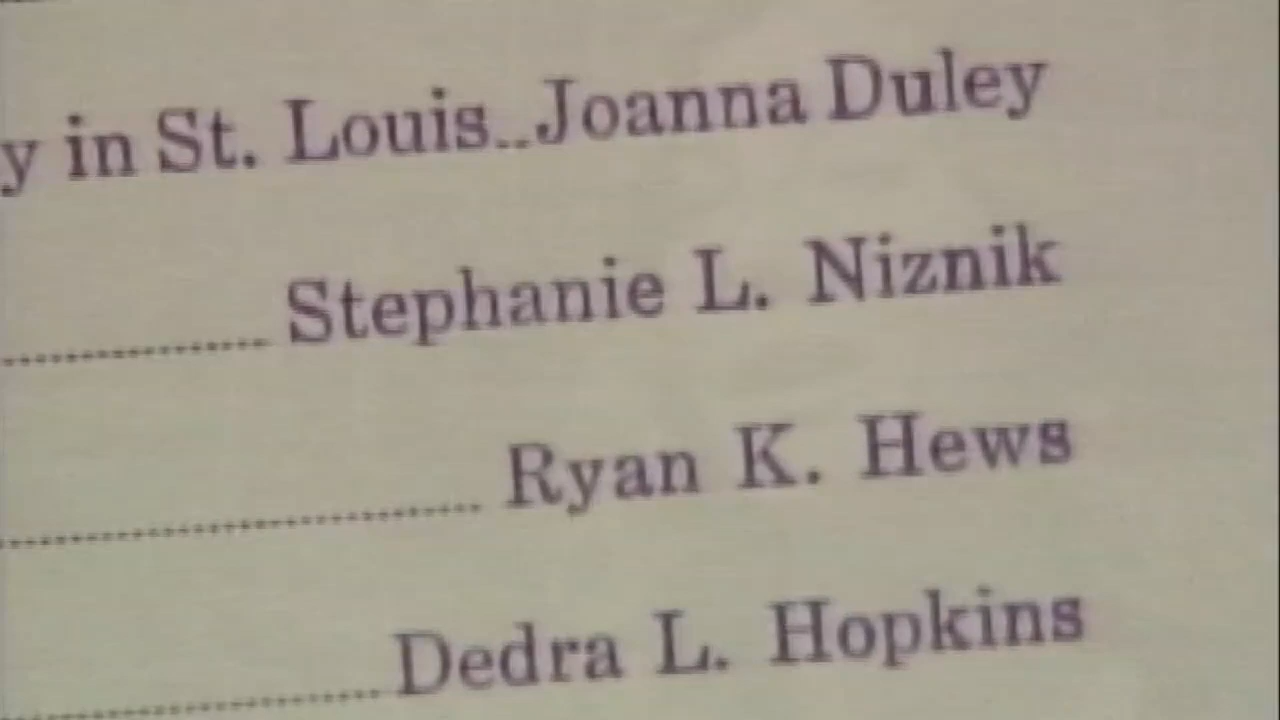 y in St. Louis..Joanna Duley
Stephanie L. Niznik
Ryan K. Hews
Dedra L. Hopkins